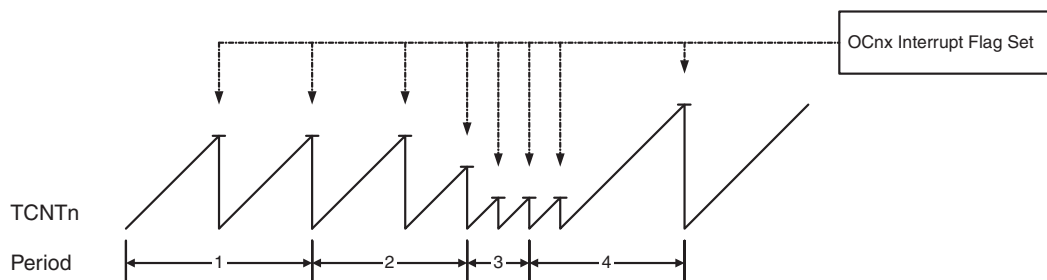 OCnx Interrupt Flag Set
TCNTn
Period
1
2
3
4